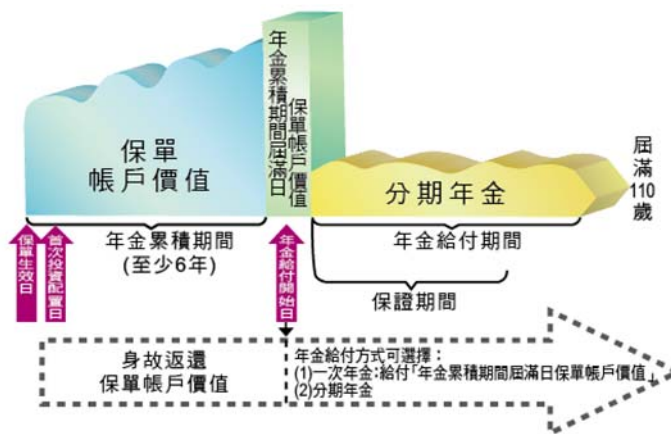 保單
帳戶價值
年金累積期間屆滿日
保單帳戶價值
分期年金
屆滿110歲
保單生效日
首次投資配置日
年金累積期間
(至少6年)
年金給付開始日
年金給付期間
保證期間
身故返還
保單帳戶價值
年金給付方式可選擇：
(1)一次年金:給付「年金累積期間屆滿日保單帳戶價值」
(2)分期年金